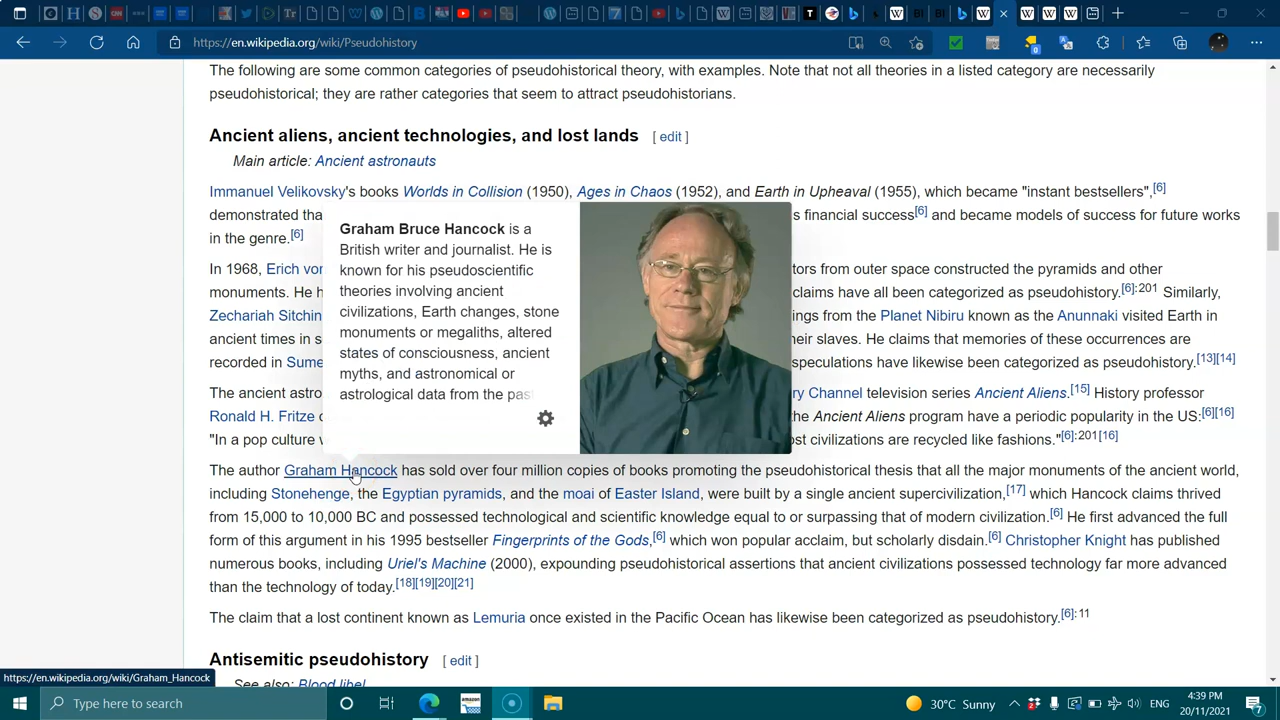 https://en.wikipedia.org/wiki/Pseudohistory
The following are some common categories of pseudohistorical theory, with examples. Note that not all theories in a listed category are necessarily
pseudohistorical; they are rather categories that seem to attract pseudohistorians.
Ancient aliens, ancient technologies, and lost lands [ edit ]
Main article: Ancient astronauts
Immanuel Velikovsky's books Worlds in Collision (1950), Ages in Chaos (1952), and Earth in Upheaval (1955), which became "instant bestsellers",[6]
demonstrated tha s financial success[6] and became models of success for future works
in the genre.[6]
Graham Bruce Hancock is a
British writer and journalist. He is
known for his pseudoscientific
theories involving ancient
civilizations, Earth changes, stone
monuments or megaliths, altered
states of consciousness, ancient
myths, and astronomical or
astrological data from the pas
In 1968, Erich vor tors from outer space constructed the pyramids and other
monuments. He h claims have all been categorized as pseudohistory.[6]:201 Similarly,
Zechariah Sitchin ings from the Planet Nibiru known as the Anunnaki visited Earth in
ancient times in s their slaves. He claims that memories of these occurrences are
recorded in Sume speculations have likewise been categorized as pseudohistory.[13][14]
The ancient astro ry Channel television series Ancient Aliens.[15] History professor
Ronald H. Fritze o the Ancient Aliens program have a periodic popularity in the US:[6][16]
"In a pop culture w ost civilizations are recycled like fashions."[6]:201[16]
The author Graham Hancock has sold over four million copies of books promoting the pseudohistorical thesis that all the major monuments of the ancient world,
including Stonehenge, the Egyptian pyramids, and the moai of Easter Island, were built by a single ancient supercivilization,[17] which Hancock claims thrived
from 15,000 to 10,000 BC and possessed technological and scientific knowledge equal to or surpassing that of modern civilization.[6] He first advanced the full
form of this argument in his 1995 bestseller Fingerprints of the Gods,[6] which won popular acclaim, but scholarly disdain.[6] Christopher Knight has published
numerous books, including Uriel's Machine (2000), expounding pseudohistorical assertions that ancient civilizations possessed technology far more advanced
than the technology of today.[18][19][20][21]
The claim that a lost continent known as Lemuria once existed in the Pacific Ocean has likewise been categorized as pseudohistory.[6]:11
Antisemitic pseudohistory [ edit ]
See also: Blood libel
https://en.wikipedia.org/wiki/Graham_Hancock
Type here to search
amazon
30°C Sunny
ENG
4:39 PM
20/11/2021